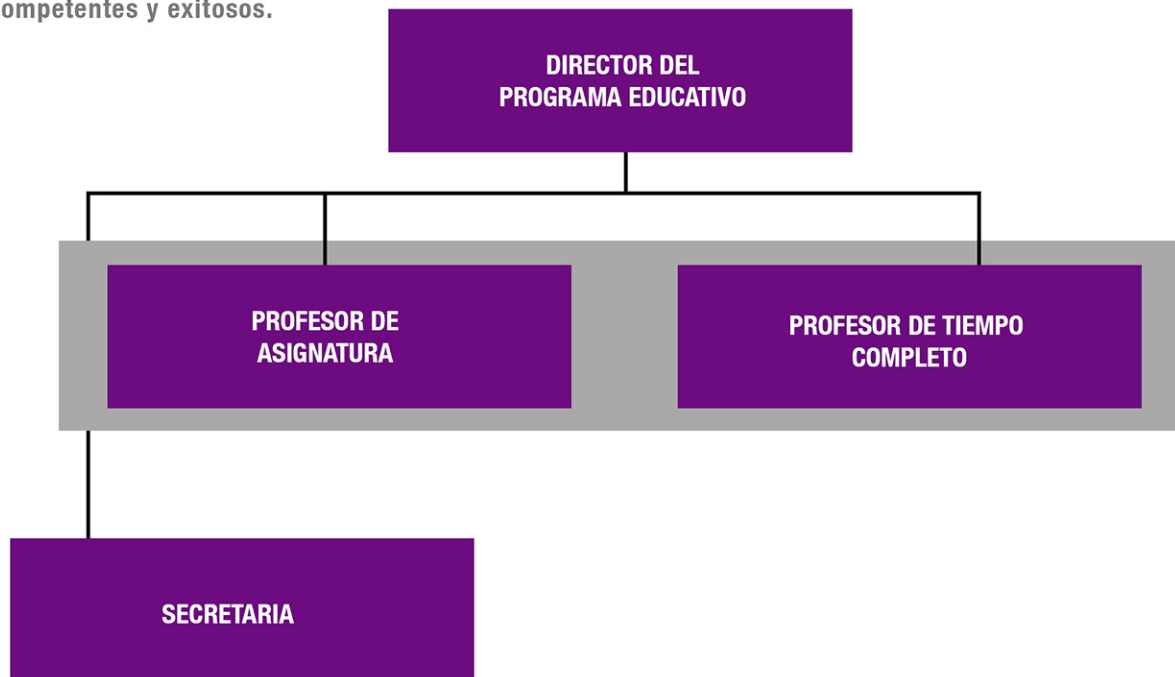 ompetentes y exitosos.
DIRECTOR DEL
PROGRAMA EDUCATIVO
PROFESOR DE
ASIGNATURA
PROFESOR DE TIEMPO
COMPLETO
SECRETARIA